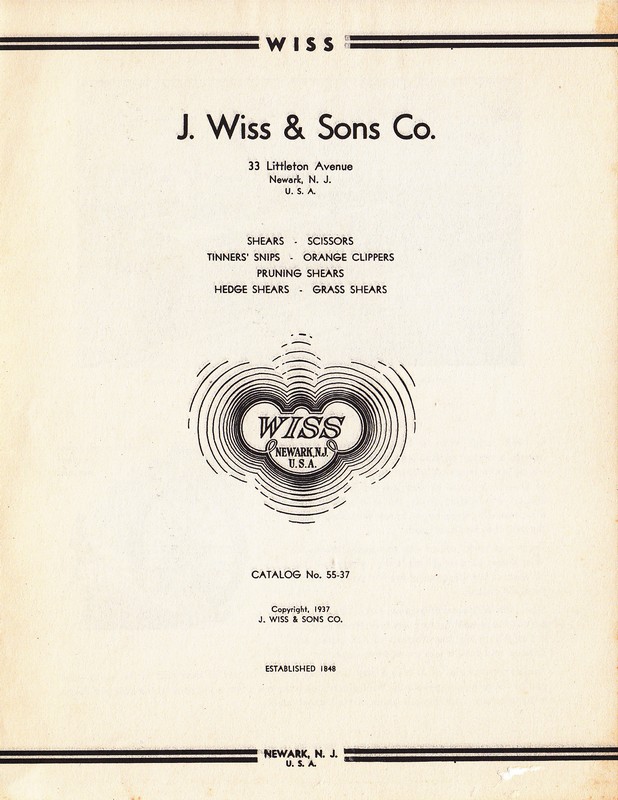 WISS
J. Wiss & Sons Co.
33 Littleton Avenue
Newark, N. J.
U. S. A.
SHEARS - SCISSORS
TINNERS' SNIPS - ORANGE CLIPPERS
PRUNING SHEARS
HEDGE SHEARS - GRASS SHEARS
WISS
NEWARK, N.J.
U.S.A.
CATALOG No. 55-37
Copyright, 1937
J. WISS & SONS CO.
ESTABLISHED 1848
NEWARK, N. J.
U. S. A.